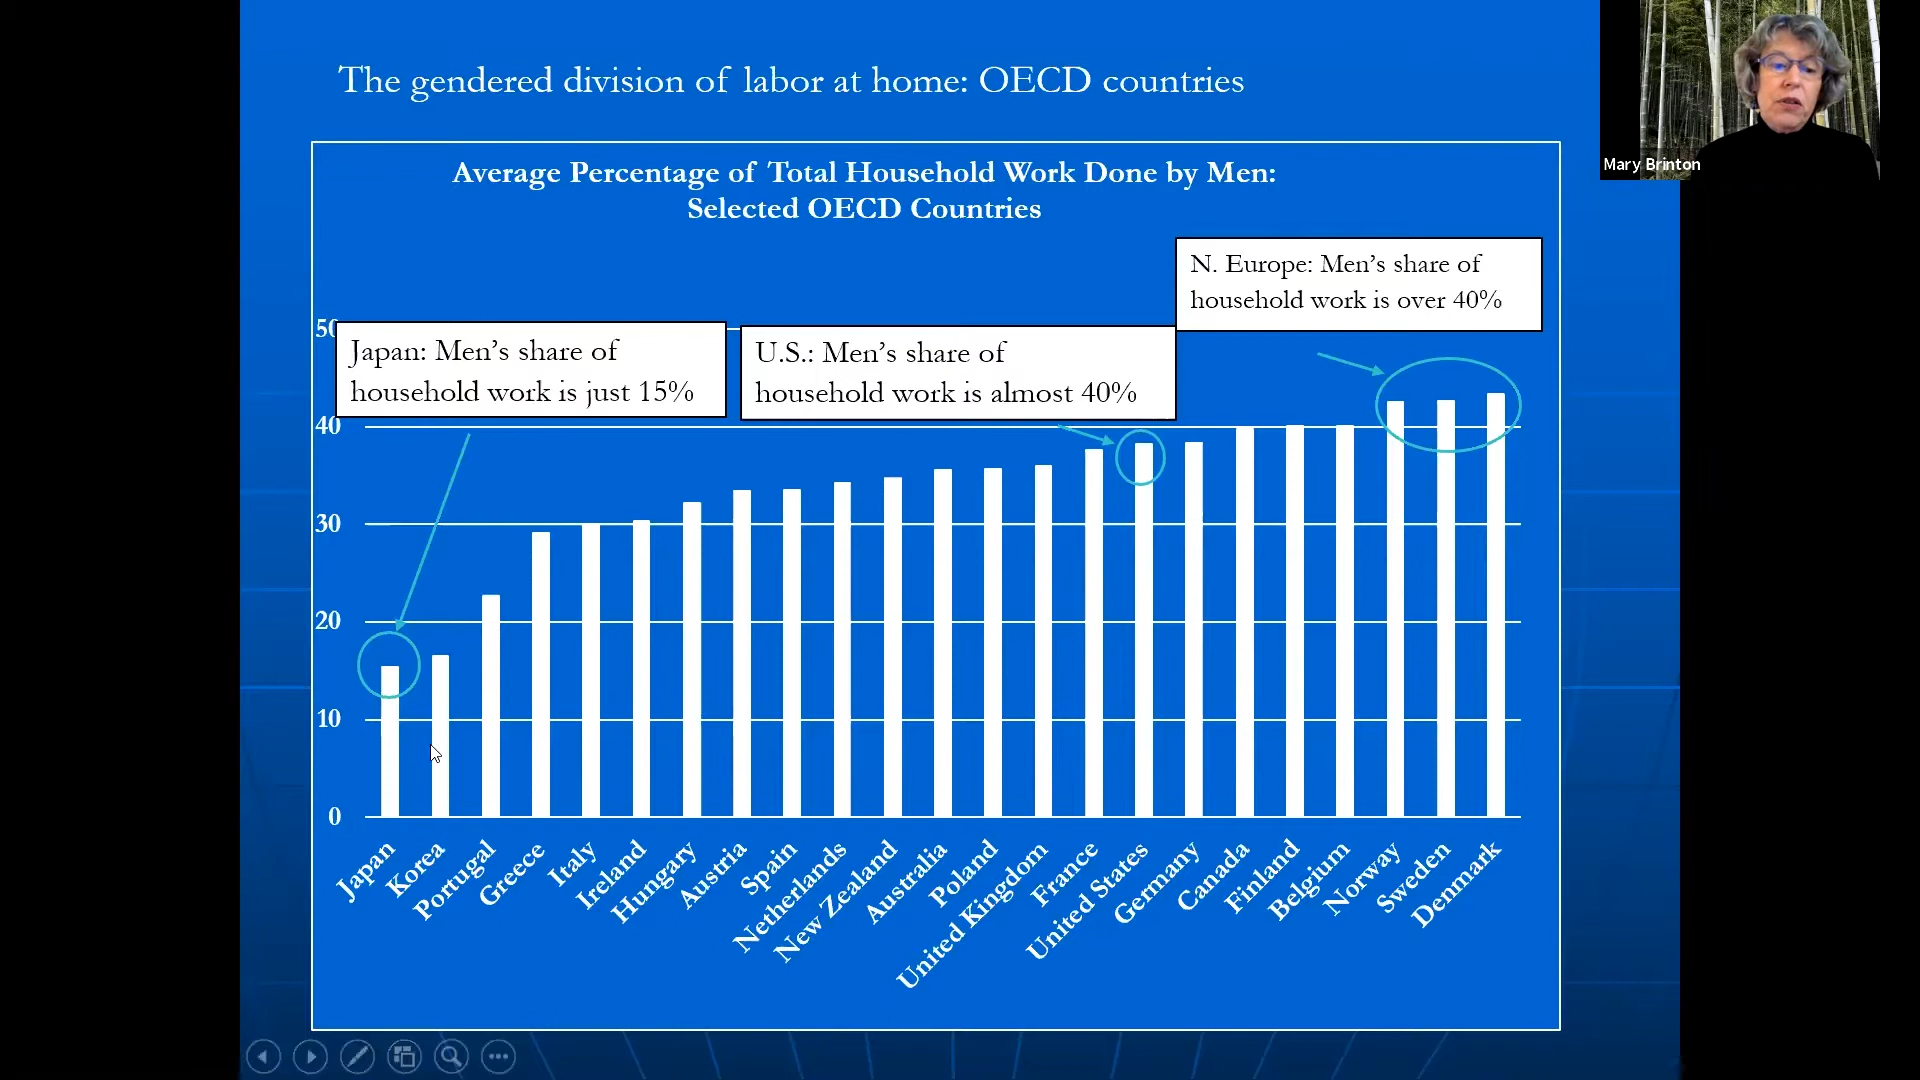 The gendered division of labor at home: OECD countries
Mary Brinton
Average Percentage of Total Household Work Done by Men:
Selected OECD Countries
N. Europe: Men's share of
household work is over 40%
Japan: Men's share of
household work is just 15%
U.S.: Men's share of
household work is almost 40%
50
40
30
20
10
0
Japan
Korea
Portugal
Greece
Italy
Ireland
Hungary
Austria
Spain
Netherlands
New Zealand
Australia
Poland
United Kingdom
France
United States
Germany
Canada
Finland
Belgium
Norway
Sweden
Denmark